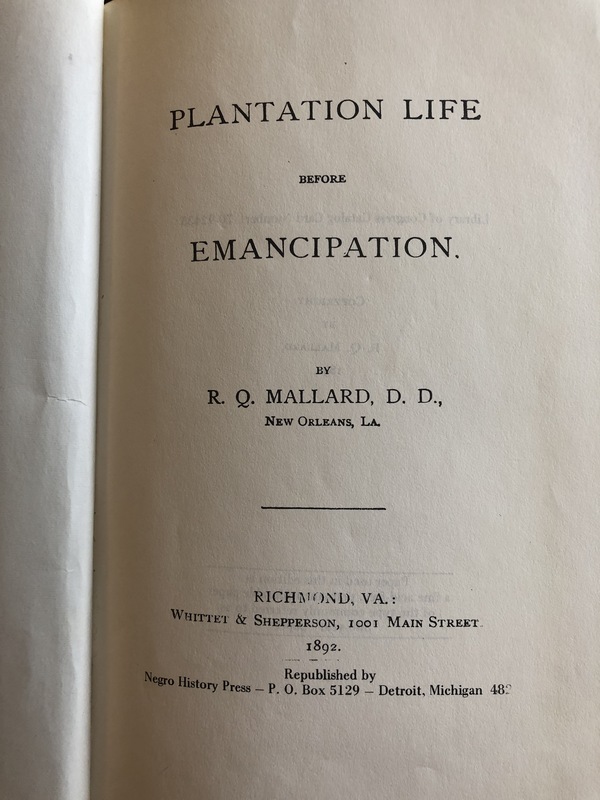 PLANTATION LIFE
BEFORE
EMANCIPATION.
BY
R. Q. MALLARD, D. D.,
NEW ORLEANS, LA.
RICHMOND, VA.:
WHITTET & SHEPPERSON, 1001 MAIN STREET.
1892.
Republished by
Negro History Press – P. O. Box 5129 – Detroit, Michigan